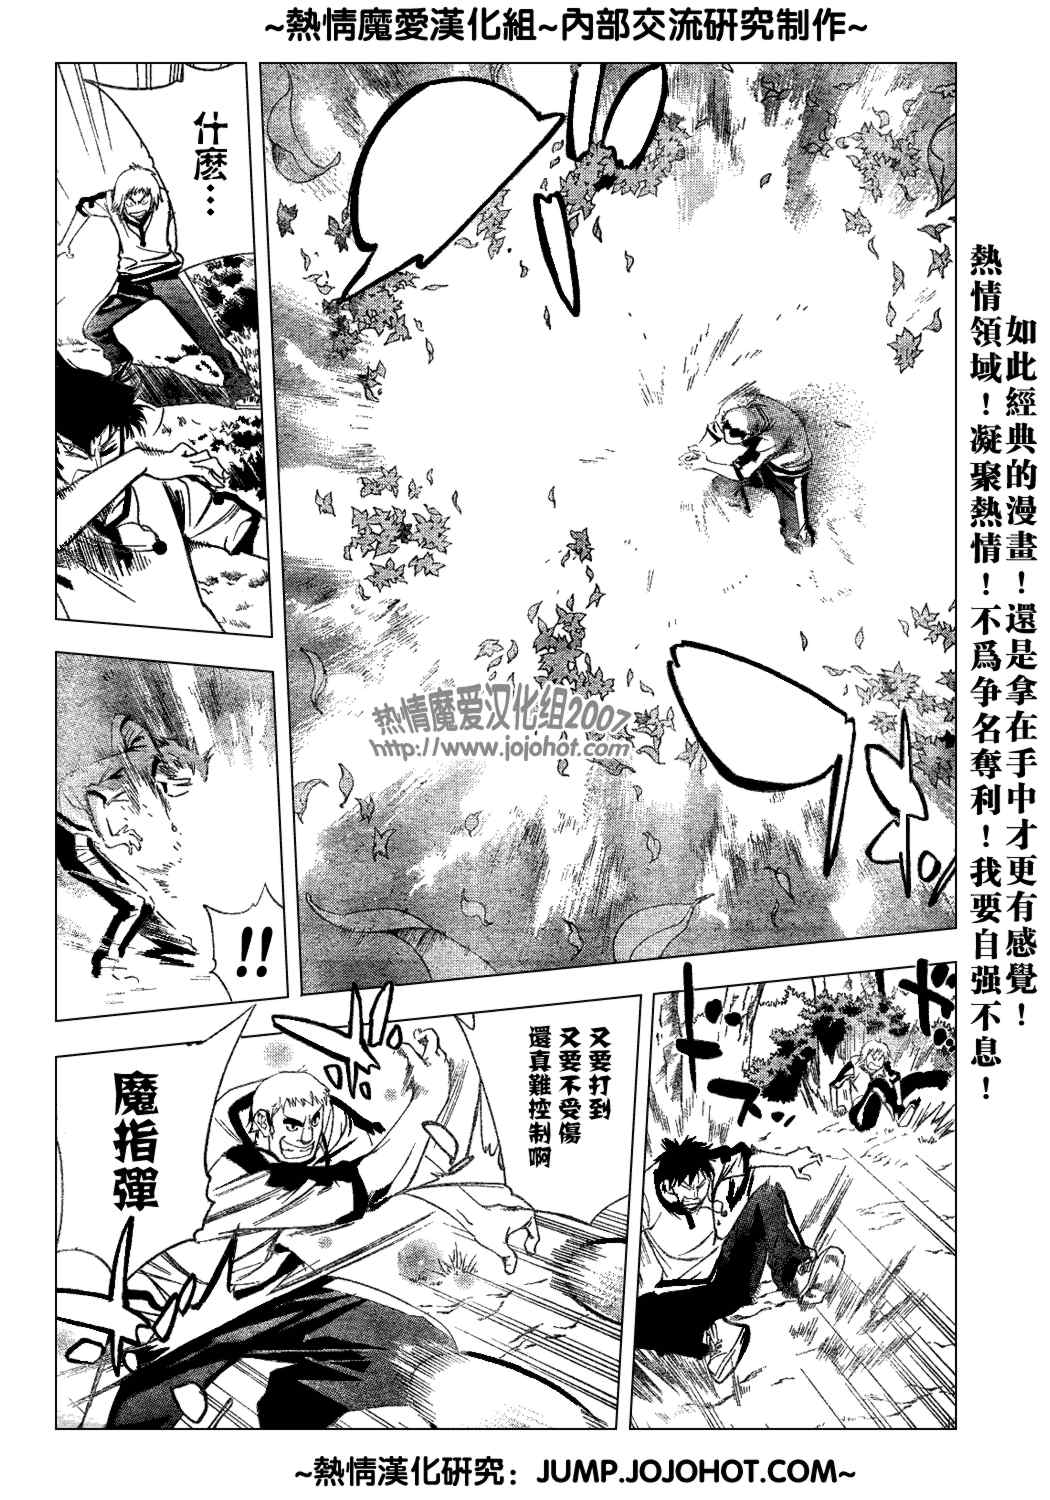 ~熱情魔愛漢化組~內部交流研究制作~
如此經典的漫畫！還是拿在手中才更有感覺！
熱情領域！凝聚熱情！不爲争名奪利！我要自强不息！
什麽…
热情魔爱汉化组2007
http://www.jojohot.com
!!
又要打到
又要不受傷
還真難控制啊
魔指彈
~熱情漢化研究：JUMP.JOJOHOT.COM~